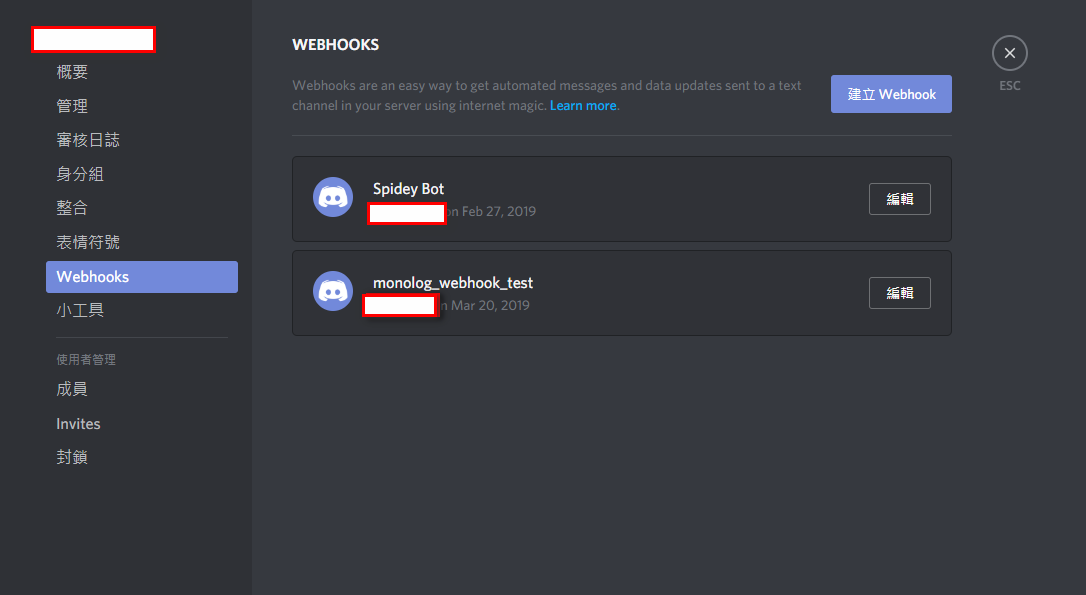 概要
管理
審核日誌
身分組
整合
表情符號
Webhooks
小工具
使用者管理
成員
Invites
封鎖
WEBHOOKS
Webhooks are an easy way to get automated messages and data updates sent to a text
channel in your server using internet magic. Learn more.
建立 Webhook
ESC
Spidey Bot
on Feb 27, 2019
編輯
monolog_webhook_test
Mar 20, 2019
編輯